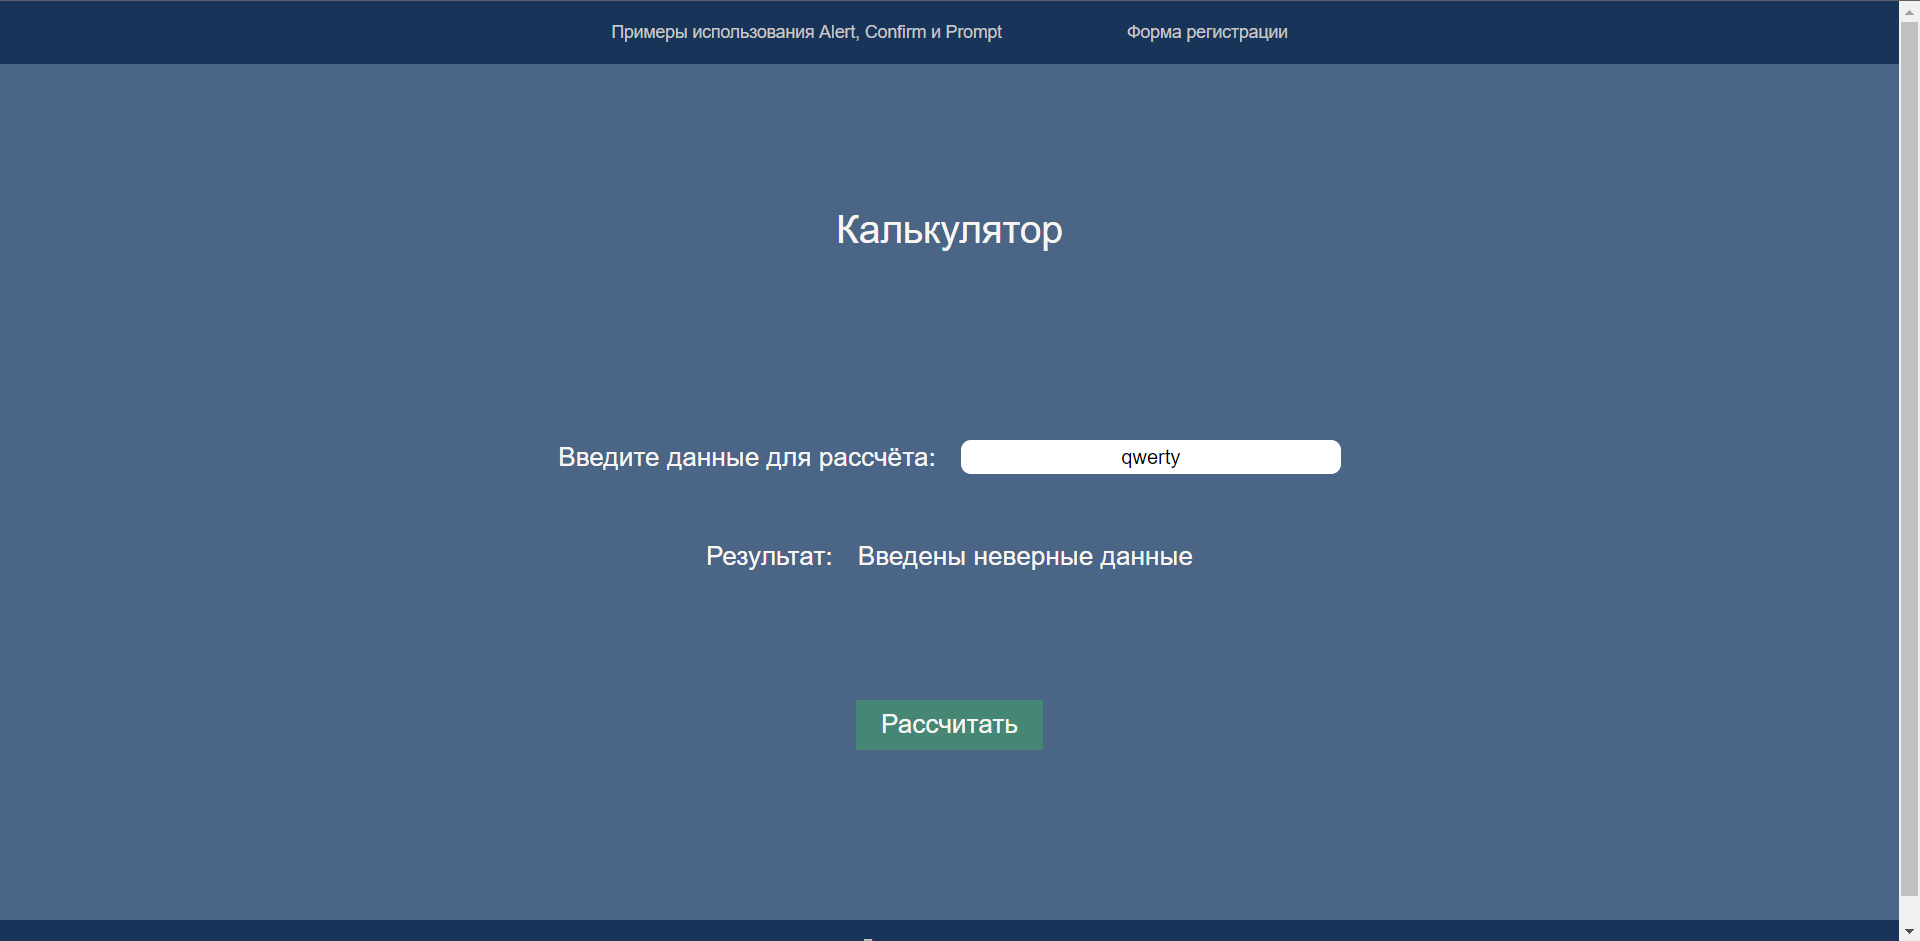 Примеры использования Alert, Confirm и Prompt
Форма регистрации
Калькулятор
Введите данные для рассчёта:
qwerty
Результат:
Введены неверные данные
Рассчитать